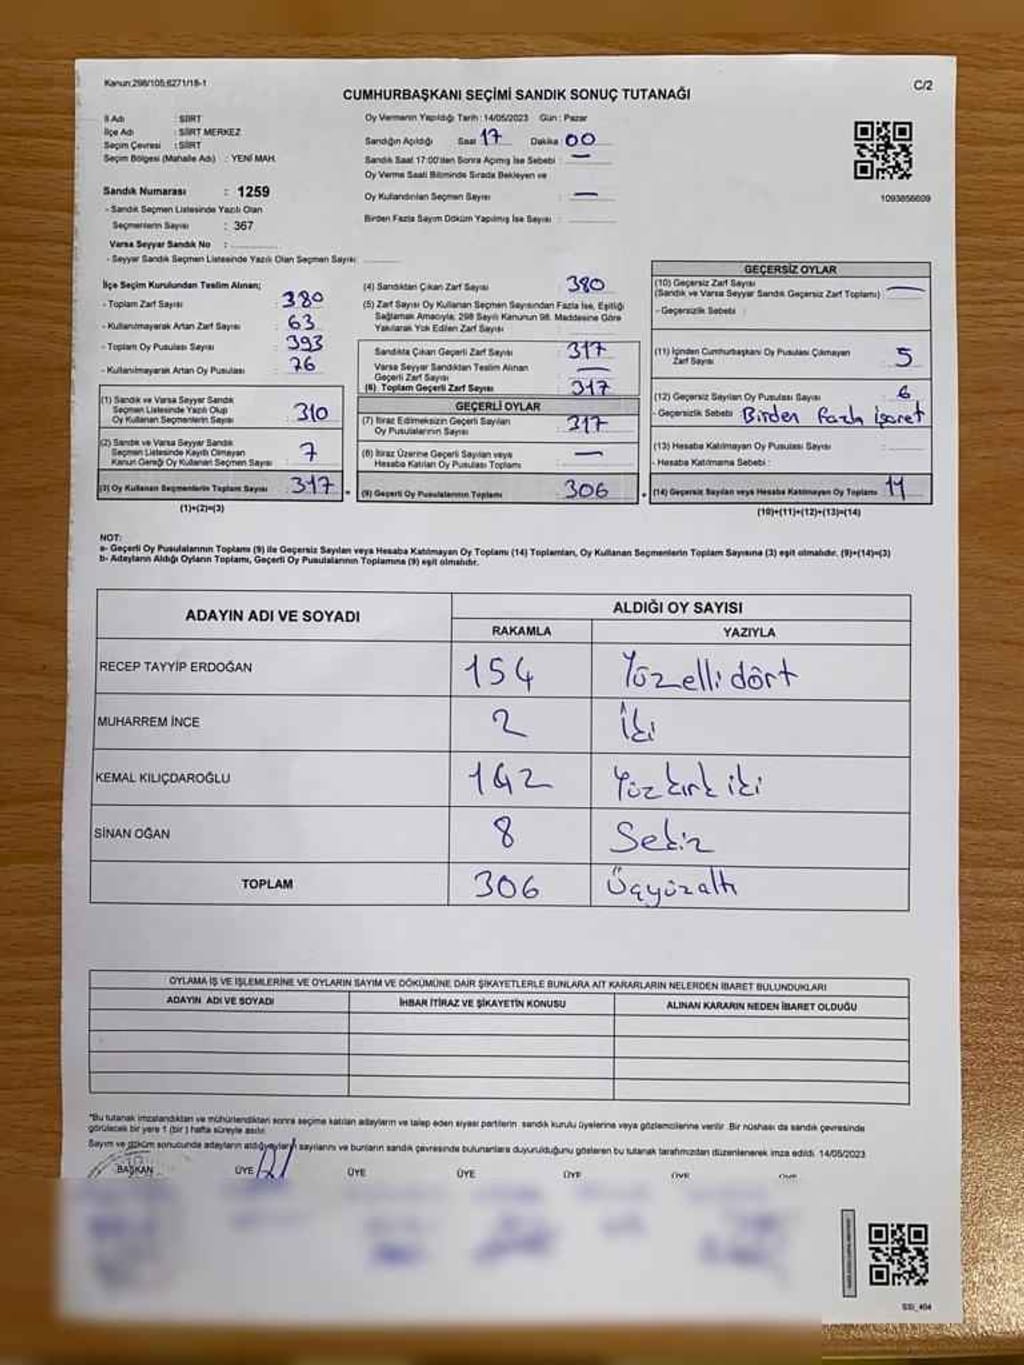 Kanun:298/105;6271/18-1
C/2
CUMHURBAŞKANI SEÇİMİ SANDIK SONUÇ TUTANAĞI
İl Adı : SİİRT
İlçe Adı : SİİRT MERKEZ
Seçim Çevresi : SİİRT
Seçim Bölgesi (Mahalle Adı) : YENİ MAH.
Sandık Numarası : 1259
- Sandık Seçmen Listesinde Yazılı Olan
Seçmenlerin Sayısı : 367
Varsa Seyyar Sandık No :
- Seyyar Sandık Seçmen Listesinde Yazılı Olan Seçmen Sayısı:
Oy Vermenin Yapıldığı Tarih : 14/05/2023 Gün : Pazar
Sandığın Açıldığı Saat 17 Dakika 00
Sandık Saat 17:00'den Sonra Açmış İse Sebebi : —
Oy Verme Saati Bitiminde Sırada Bekleyen ve
Oy Kullandırılan Seçmen Sayısı : —
Birden Fazla Sayım Döküm Yapılmış İse Sayısı :
1093856609
İlçe Seçim Kurulundan Teslim Alınan;
- Toplam Zarf Sayısı : 380
- Kullanılmayarak Artan Zarf Sayısı : 63
- Toplam Oy Pusulası Sayısı : 393
- Kullanılmayarak Artan Oy Pusulası : 76
(1) Sandık ve Varsa Seyyar Sandık
Seçmen Listesinde Yazılı Olup
Oy Kullanan Seçmenlerin Sayısı : 310
(2) Sandık ve Varsa Seyyar Sandık
Seçmen Listesinde Kayıtlı Olmayan
Kanun Gereği Oy Kullanan Seçmen Sayısı : 7
(3) Oy Kullanan Seçmenlerin Toplam Sayısı : 317
(1)+(2)=(3)
(4) Sandıktan Çıkan Zarf Sayısı : 380
(5) Zarf Sayısı Oy Kullanan Seçmen Sayısından Fazla İse, Eşitliği
Sağlamak Amacıyla; 298 Sayılı Kanunun 98. Maddesine Göre
Yakılarak Yok Edilen Zarf Sayısı :
Sandıkta Çıkan Geçerli Zarf Sayısı : 317
Varsa Seyyar Sandıktan Teslim Alınan
Geçerli Zarf Sayısı : —
(6) Toplam Geçerli Zarf Sayısı : 317
GEÇERLİ OYLAR
(7) İtiraz Edilmeksizin Geçerli Sayılan
Oy Pusulalarının Sayısı : 317
(8) İtiraz Üzerine Geçerli Sayılan veya
Hesaba Katılan Oy Pusulası Toplamı : —
(9) Geçerli Oy Pusulalarının Toplamı : 306
GEÇERSİZ OYLAR
(10) Geçersiz Zarf Sayısı
(Sandık ve Varsa Seyyar Sandık Geçersiz Zarf Toplamı) : —
- Geçersizlik Sebebi :
(11) İçinden Cumhurbaşkanı Oy Pusulası Çıkmayan
Zarf Sayısı : 5
(12) Geçersiz Sayılan Oy Pusulası Sayısı : 6
- Geçersizlik Sebebi : Birden Fazla işaret
(13) Hesaba Katılmayan Oy Pusulası Sayısı :
- Hesaba Katılmama Sebebi :
(14) Geçersiz Sayılan veya Hesaba Katılmayan Oy Toplamı : 11
(10)+(11)+(12)+(13)=(14)
NOT:
a- Geçerli Oy Pusulalarının Toplamı (9) ile Geçersiz Sayılan veya Hesaba Katılmayan Oy Toplamı (14) Toplamları, Oy Kullanan Seçmenlerin Toplam Sayısına (3) eşit olmalıdır. (9)+(14)=(3)
b- Adayların Aldığı Oyların Toplamı, Geçerli Oy Pusulalarının Toplamına (9) eşit olmalıdır.
ADAYIN ADI VE SOYADI
ALDIĞI OY SAYISI
RAKAMLA YAZIYLA
RECEP TAYYİP ERDOĞAN 154 Yüzelli dört
MUHARREM İNCE 2 İki
KEMAL KILIÇDAROĞLU 142 Yüz kırk iki
SİNAN OĞAN 8 Sekiz
TOPLAM 306 Üçyüzaltı
OYLAMA İŞ VE İŞLEMLERİNE VE OYLARIN SAYIM VE DÖKÜMÜNE DAİR ŞİKAYETLERLE BUNLARA AİT KARARLARIN NELERDEN İBARET BULUNDUKLARI
ADAYIN ADI VE SOYADI İHBAR İTİRAZ VE ŞİKAYETİN KONUSU ALINAN KARARIN NEDEN İBARET OLDUĞU
"Bu tutanak imzalandıktan ve mühürlendikten sonra seçime katılan adayların ve talep eden siyasi partilerin sandık kurulu üyelerine veya gözlemcilerine verilir. Bir nüshası da sandık çevresinde
görülecek bir yere 1 (bir) hafta süreyle asılır.
Sayım ve döküm sonucunda adayların aldığı oyların sayılarını ve bunların sandık çevresinde bulunanlara duyurulduğunu gösteren bu tutanak tarafımızdan düzenlenerek imza edildi. 14/05/2023
BAŞKAN ÜYE ÜYE ÜYE ÜYE ÜYE ÜYE